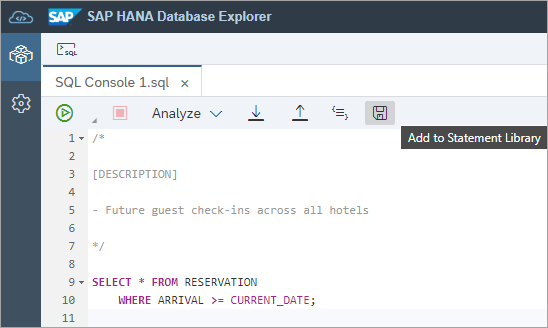 SAP SAP HANA Database Explorer
SQL
SQL Console 1.sql ×
Analyze
Add to Statement Library
1 /*
2
3 [DESCRIPTION]
4
5 - Future guest check-ins across all hotels
6
7 */
8
9 SELECT * FROM RESERVATION
10 WHERE ARRIVAL >= CURRENT_DATE;
11